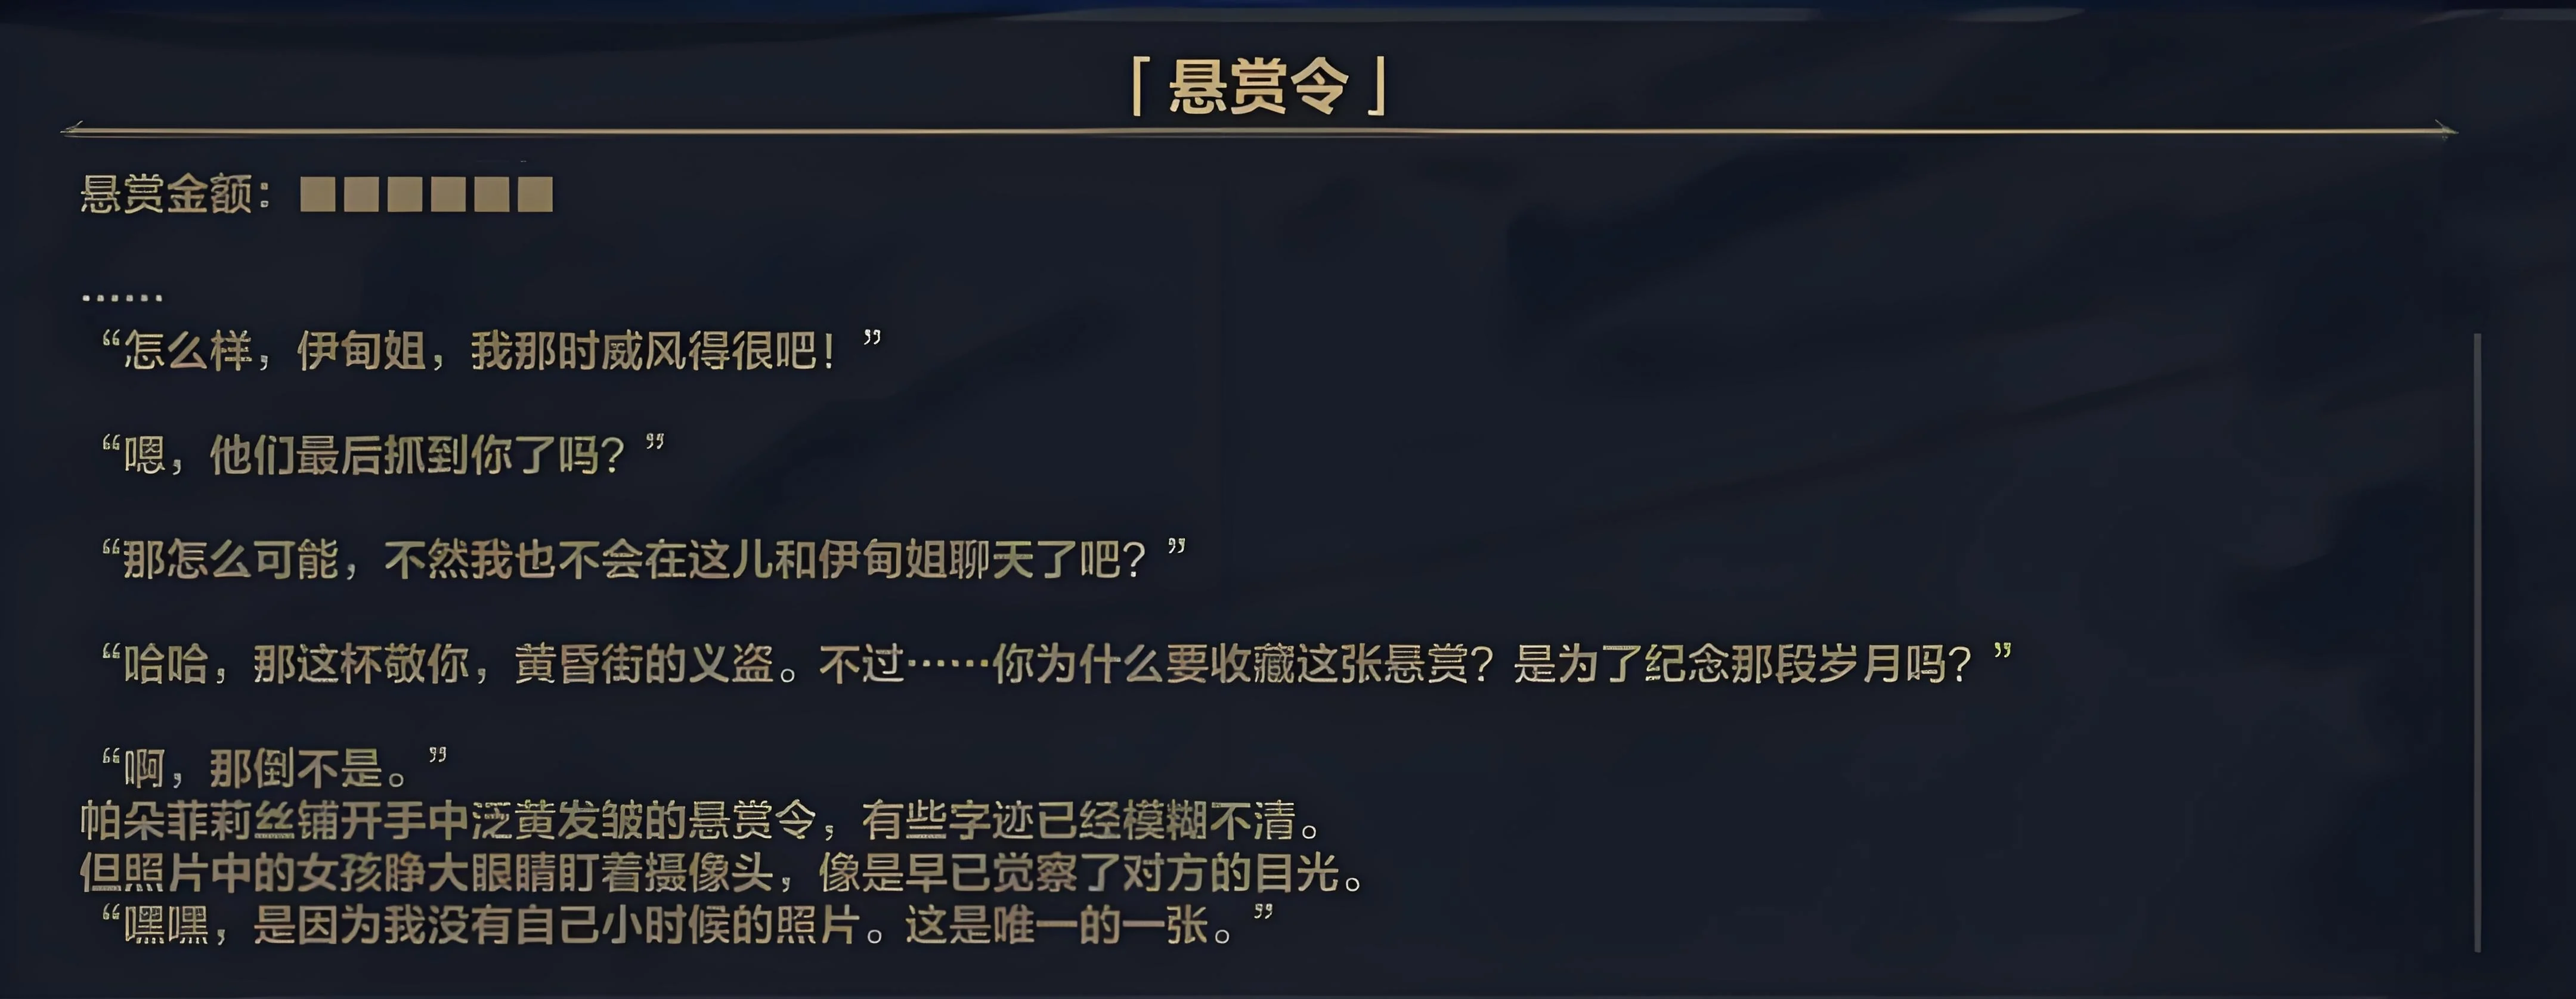 「悬赏令」
悬赏金额：■■■■■■
……
“怎么样，伊甸姐，我那时威风得很吧！”
“嗯，他们最后抓到你了吗？”
“那怎么可能，不然我也不会在这儿和伊甸姐聊天了吧？”
“哈哈，那这杯敬你，黄昏街的义盗。不过……你为什么要收藏这张悬赏？是为了纪念那段岁月吗？”
“啊，那倒不是。”
帕朵菲莉丝铺开手中泛黄发皱的悬赏令，有些字迹已经模糊不清。
但照片中的女孩睁大眼睛盯着摄像头，像是早已觉察了对方的目光。
“嘿嘿，是因为我没有自己小时候的照片。这是唯一的一张。”